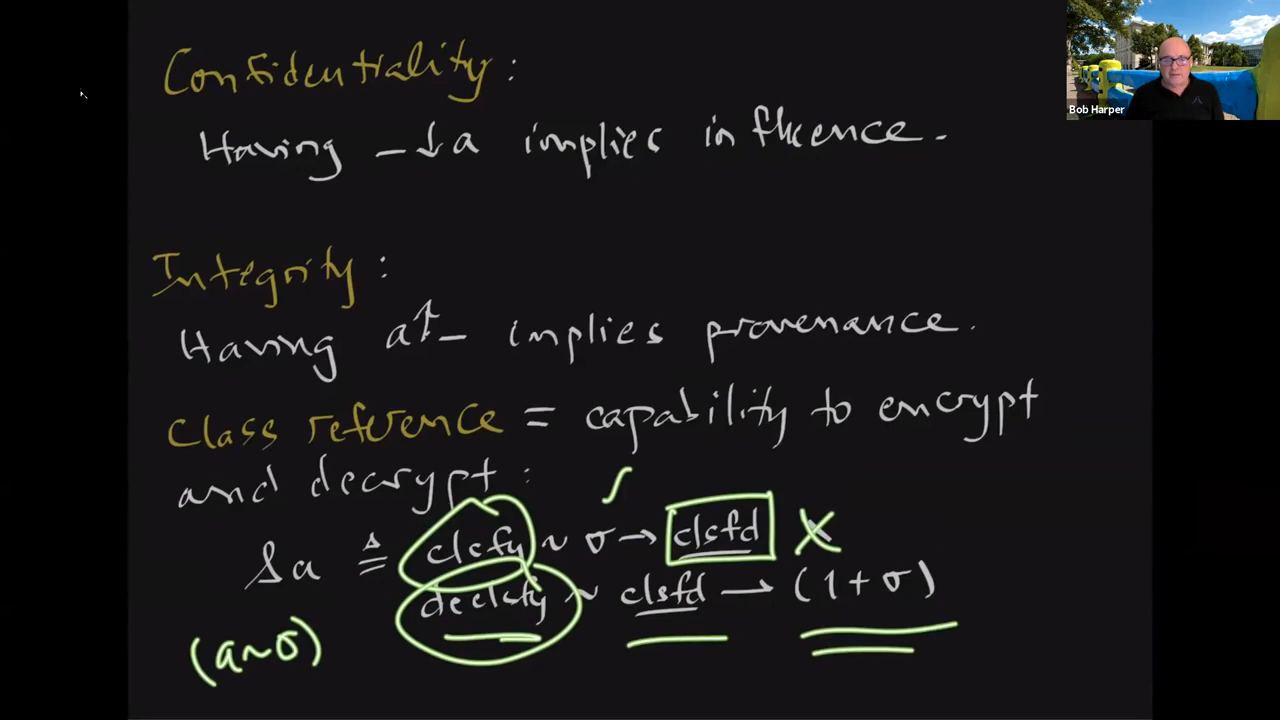 Confidentiality:
Having _ ↓ a implies influence.
Integrity:
Having a↑_ implies provenance.
Class reference = capability to encrypt
and decrypt:
&a ≜ clsfy ~ σ → clsfd ×
declsfy ~ clsfd → (1 + σ)
(a~σ)
Bob Harper